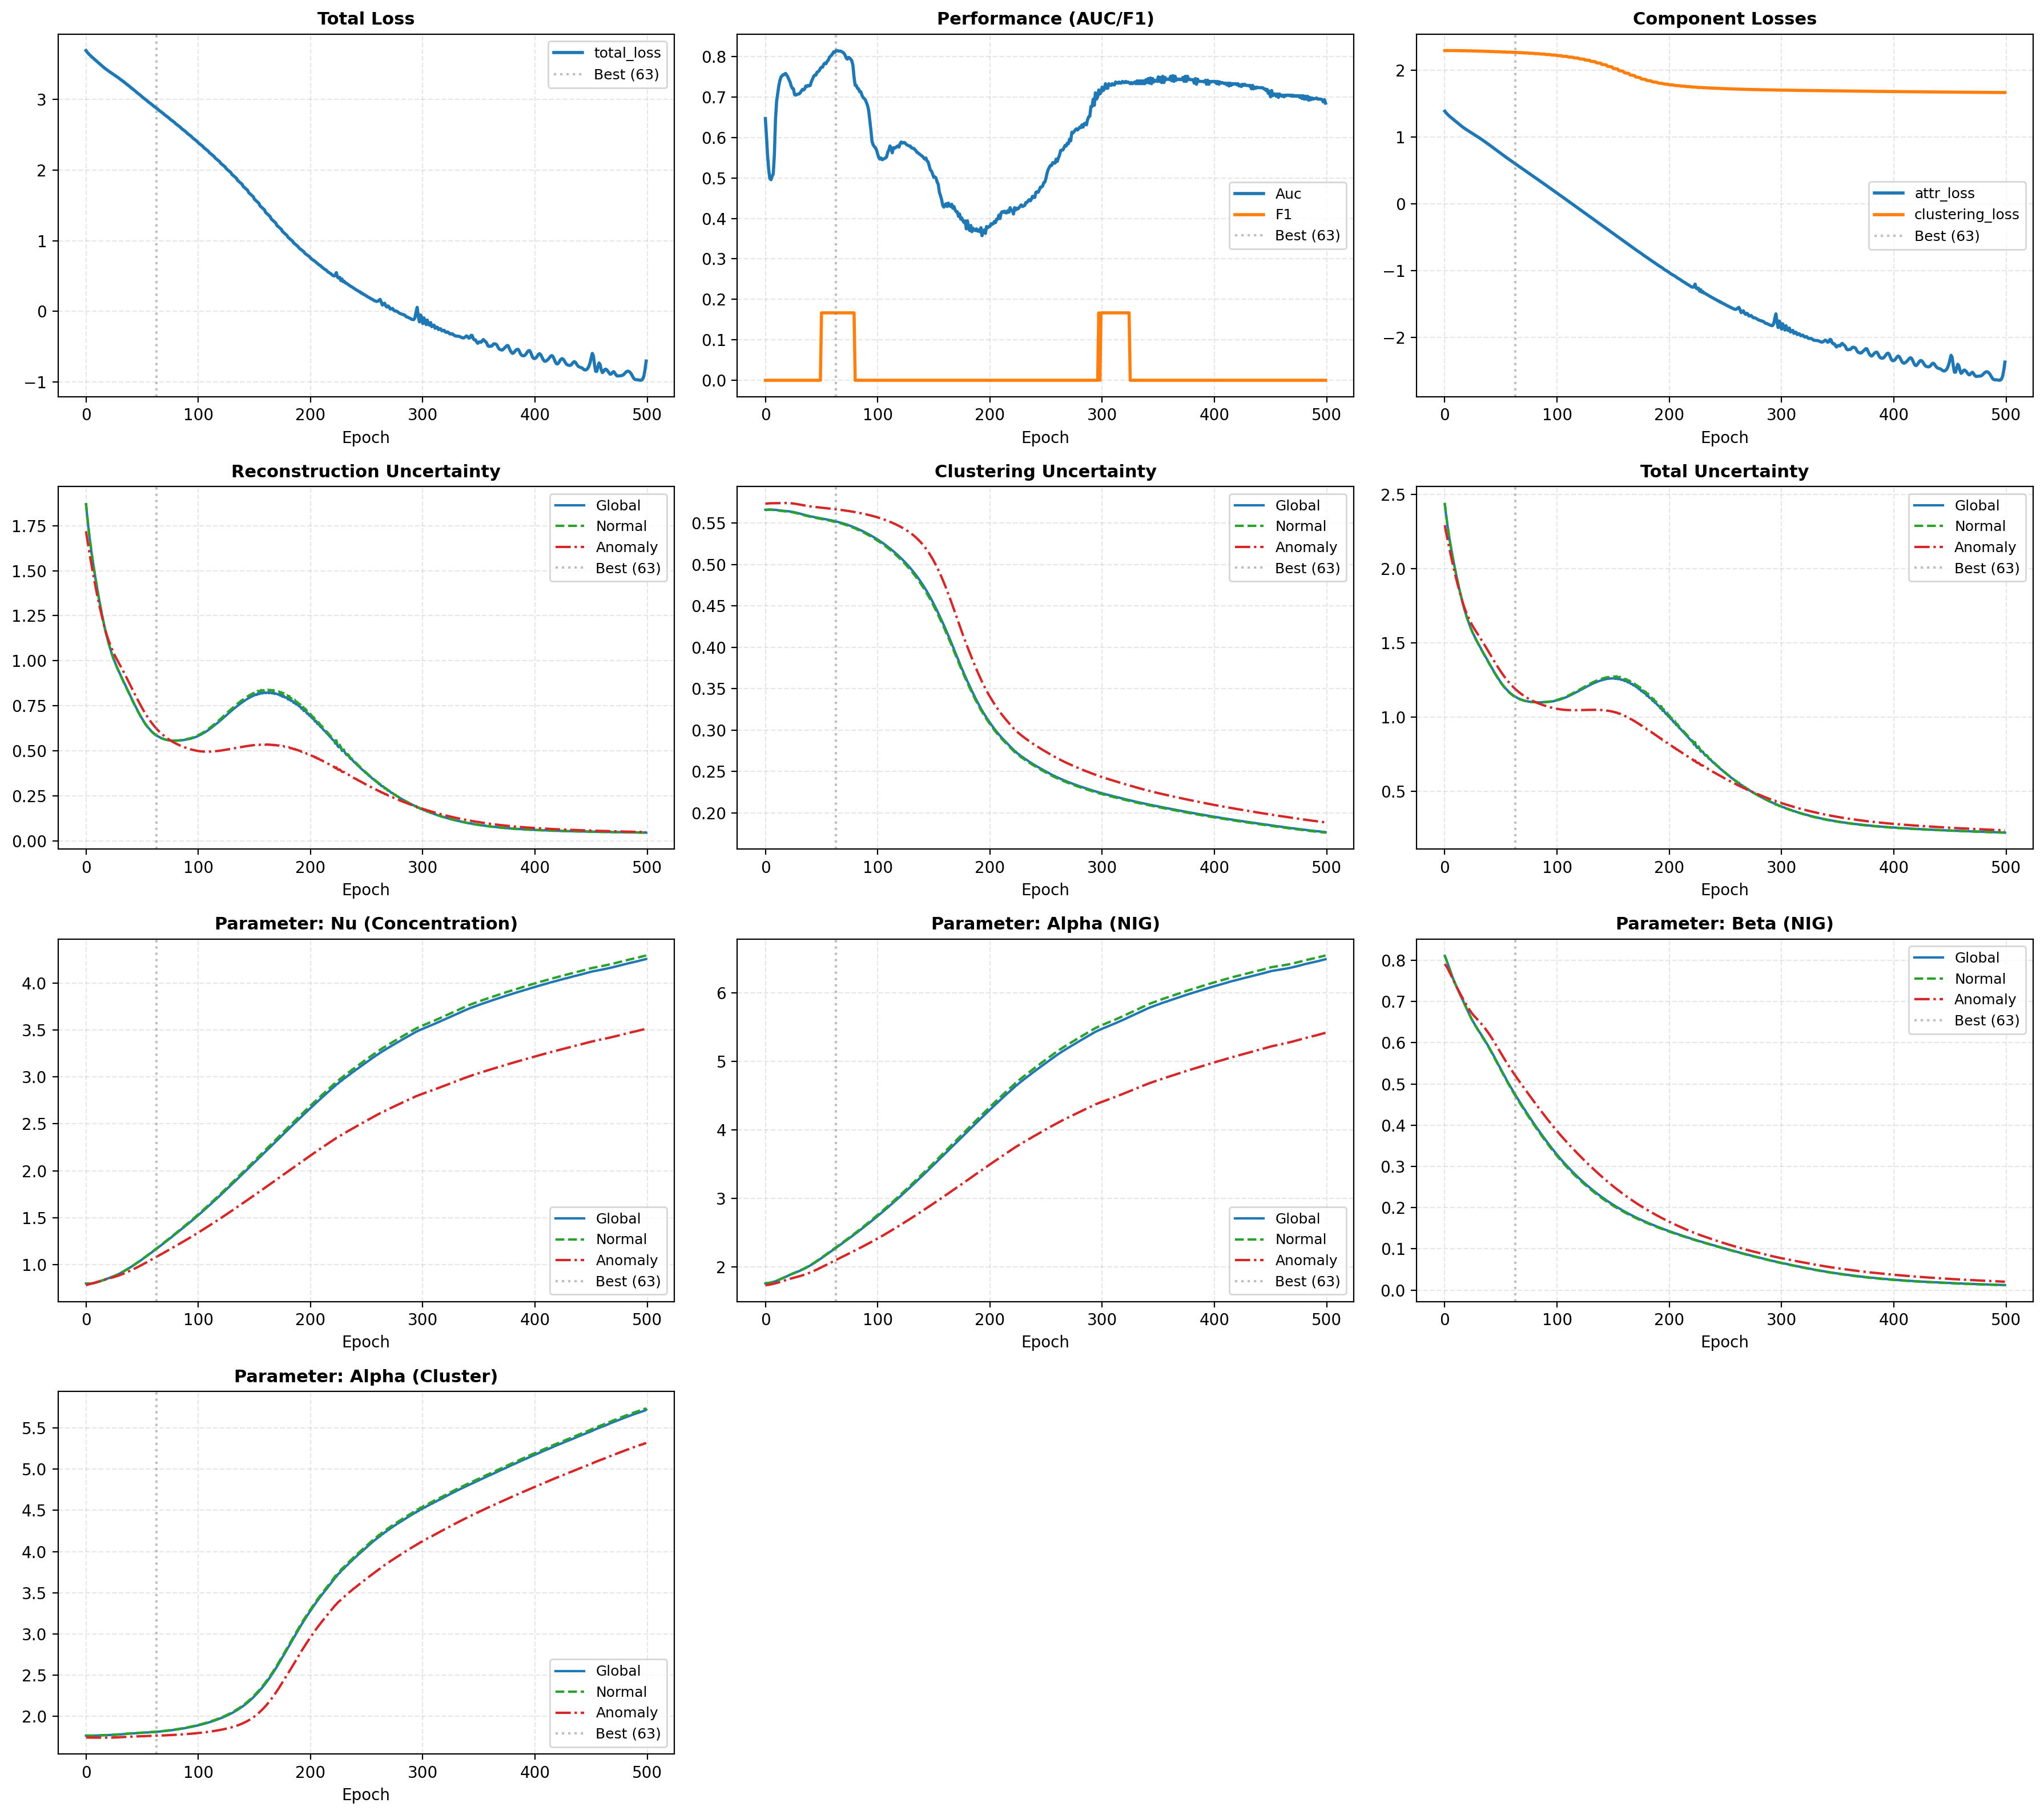 Total Loss
total_loss
Best (63)
3
2
1
0
−1
0
100
200
300
400
500
Epoch
Performance (AUC/F1)
0.8
0.7
0.6
0.5
0.4
0.3
0.2
0.1
0.0
Auc
F1
Best (63)
0
100
200
300
400
500
Epoch
Component Losses
2
1
0
−1
−2
attr_loss
clustering_loss
Best (63)
0
100
200
300
400
500
Epoch
Reconstruction Uncertainty
1.75
1.50
1.25
1.00
0.75
0.50
0.25
0.00
Global
Normal
Anomaly
Best (63)
0
100
200
300
400
500
Epoch
Clustering Uncertainty
0.55
0.50
0.45
0.40
0.35
0.30
0.25
0.20
Global
Normal
Anomaly
Best (63)
0
100
200
300
400
500
Epoch
Total Uncertainty
2.5
2.0
1.5
1.0
0.5
Global
Normal
Anomaly
Best (63)
0
100
200
300
400
500
Epoch
Parameter: Nu (Concentration)
4.0
3.5
3.0
2.5
2.0
1.5
1.0
Global
Normal
Anomaly
Best (63)
0
100
200
300
400
500
Epoch
Parameter: Alpha (NIG)
6
5
4
3
2
Global
Normal
Anomaly
Best (63)
0
100
200
300
400
500
Epoch
Parameter: Beta (NIG)
0.8
0.7
0.6
0.5
0.4
0.3
0.2
0.1
0.0
Global
Normal
Anomaly
Best (63)
0
100
200
300
400
500
Epoch
Parameter: Alpha (Cluster)
5.5
5.0
4.5
4.0
3.5
3.0
2.5
2.0
Global
Normal
Anomaly
Best (63)
0
100
200
300
400
500
Epoch